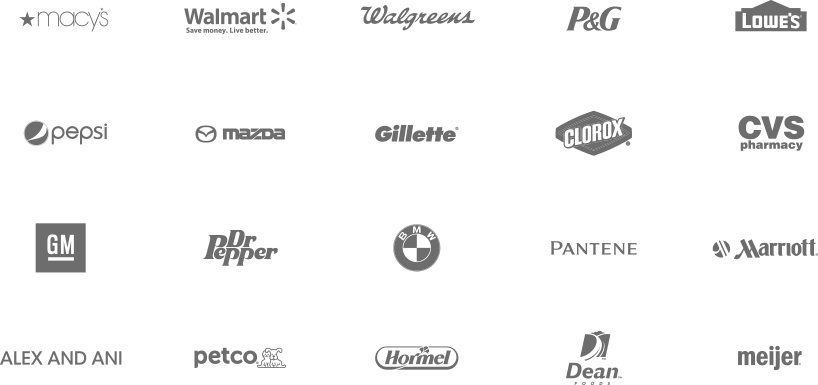 macy's
Walmart
Save money. Live better.
Walgreens
P&G
LOWE'S
pepsi
mazda
Gillette®
CLOROX®
CVS
pharmacy
GM
Dr
Pepper
BMW
PANTENE
Marriott®
ALEX AND ANI
petco
Hormel
Dean™
FOODS
meijer